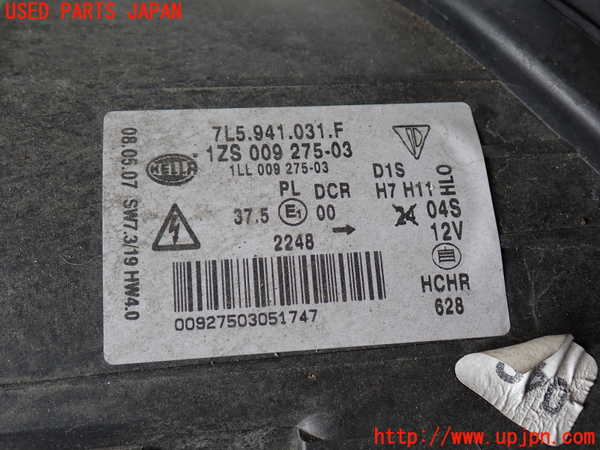 USED PARTS JAPAN
7L5.941.031.F
1ZS 009 275-03
1LL 009 275-03
HELLA
D1S
PL DCR
H7 H11
37.5 E1 00
24 04S
2248
12V
HCHR
628
00927503051747
08.05.07 SW7.3/19 HW4.0
http://www.upjpn.com/